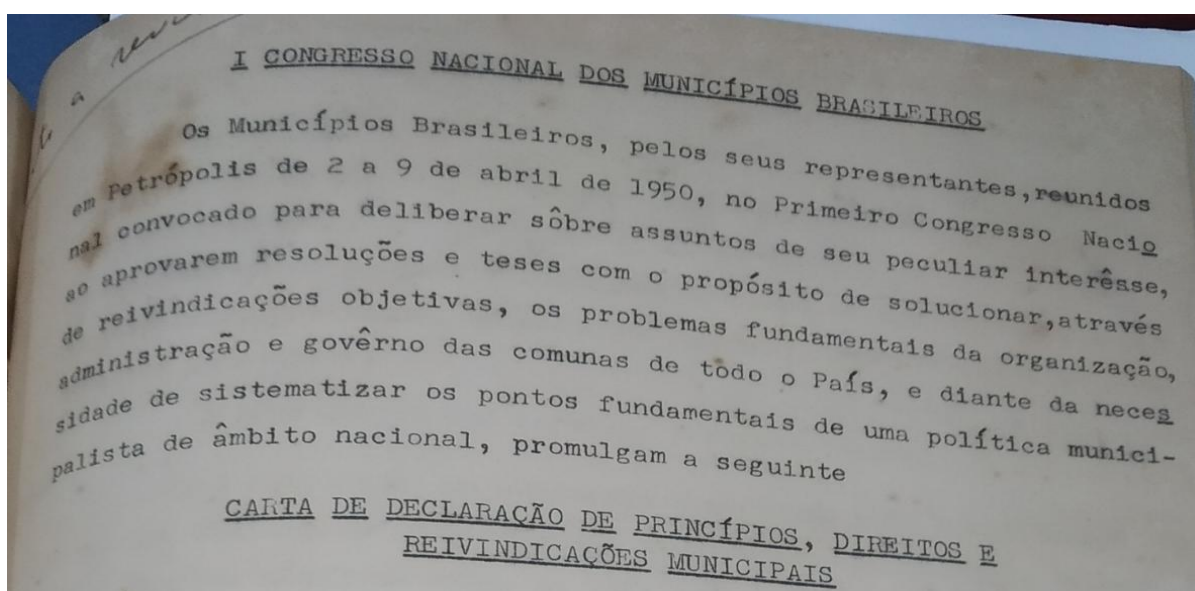 I CONGRESSO NACIONAL DOS MUNICÍPIOS BRASILEIROS
Os Municípios Brasileiros, pelos seus representantes,reunidos
em Petrópolis de 2 a 9 de abril de 1950, no Primeiro Congresso Nacio
nal convocado para deliberar sôbre assuntos de seu peculiar interêsse,
ao aprovarem resoluções e teses com o propósito de solucionar,através
de reivindicações objetivas, os problemas fundamentais da organização,
administração e govêrno das comunas de todo o País, e diante da neces
sidade de sistematizar os pontos fundamentais de uma política munici-
palista de âmbito nacional, promulgam a seguinte
CARTA DE DECLARAÇÃO DE PRINCÍPIOS, DIREITOS E
REIVINDICAÇÕES MUNICIPAIS